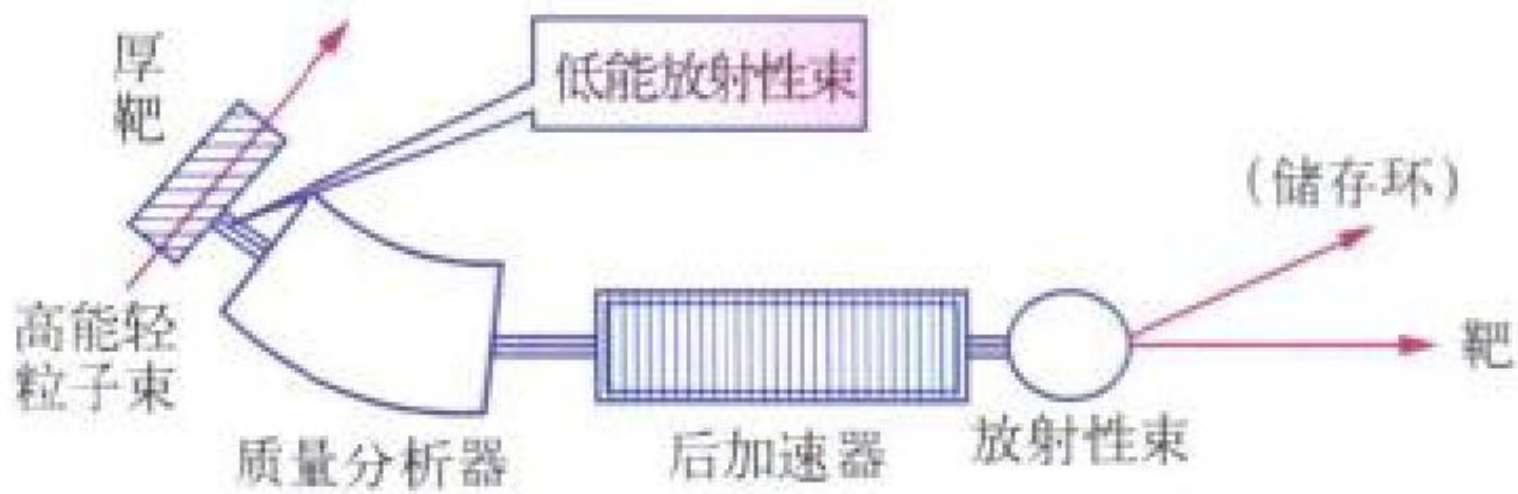 厚
靶
低能放射性束
(储存环)
高能轻
粒子束
靶
质量分析器
后加速器
放射性束